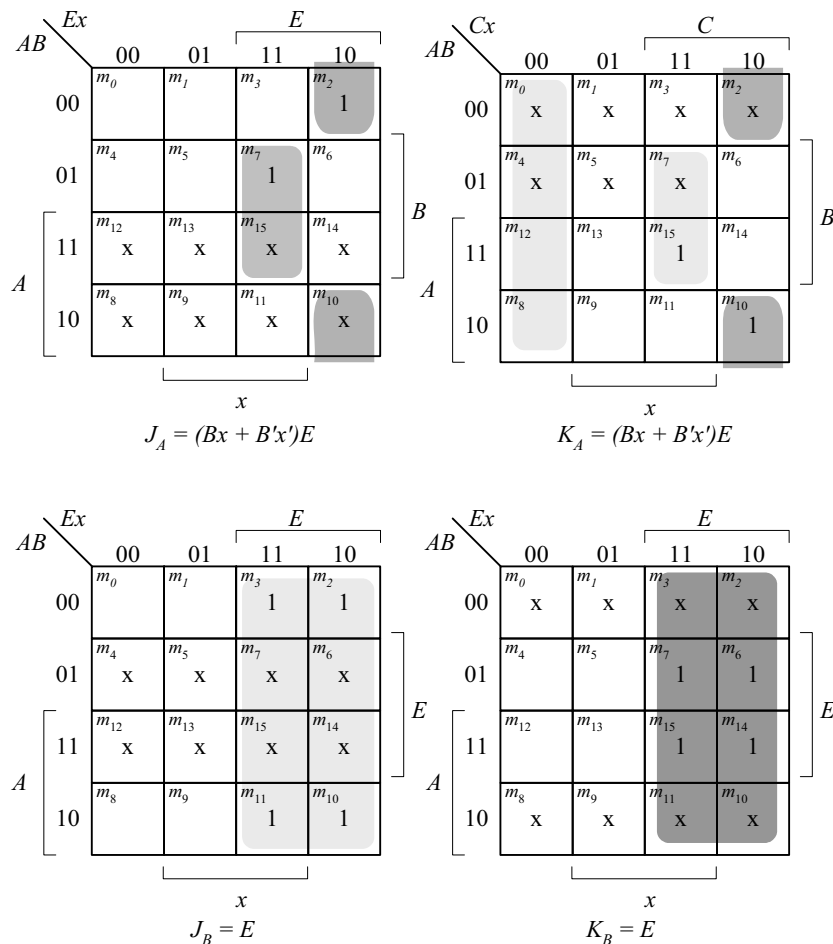 Ex
E
AB
00 01 11 10
m0 m1 m3 m2
00 1
m4 m5 m7 m6
01 1
B
m12 m13 m15 m14
11 x x x x
A
m8 m9 m11 m10
10 x x x x
x
J_A = (Bx + B'x')E
Cx
C
AB
00 01 11 10
m0 m1 m3 m2
00 x x x x
m4 m5 m7 m6
01 x x x
B
m12 m13 m15 m14
11 1
A
m8 m9 m11 m10
10 1
x
K_A = (Bx + B'x')E
Ex
E
AB
00 01 11 10
m0 m1 m3 m2
00 1 1
m4 m5 m7 m6
01 x x x x
E
m12 m13 m15 m14
11 x x x x
A
m8 m9 m11 m10
10 1 1
x
J_B = E
Ex
E
AB
00 01 11 10
m0 m1 m3 m2
00 x x x x
m4 m5 m7 m6
01 1 1
E
m12 m13 m15 m14
11 1 1
A
m8 m9 m11 m10
10 x x x x
x
K_B = E